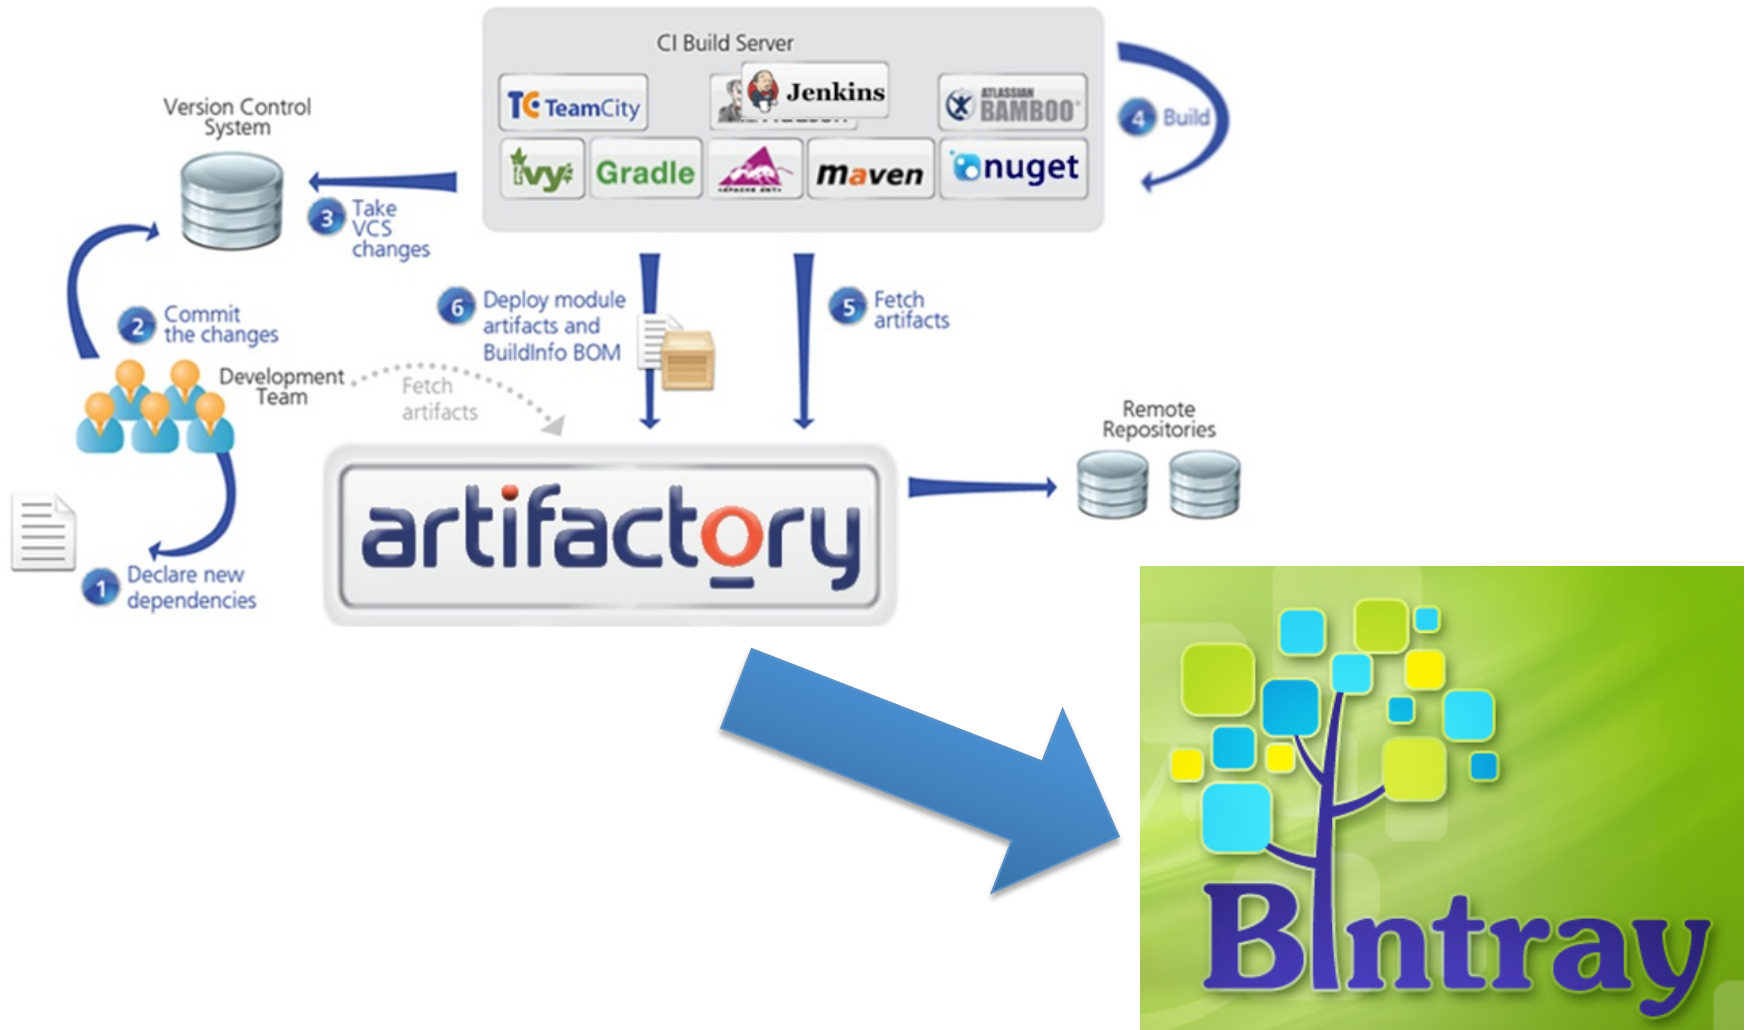 CI Build Server
TeamCity
Jenkins
ATLASSIAN
BAMBOO
ivy
Gradle
APACHE ANT
maven
nuget
4 Build
Version Control
System
3 Take
VCS
changes
2 Commit
the changes
6 Deploy module
artifacts and
BuildInfo BOM
5 Fetch
artifacts
Development
Team
Fetch
artifacts
Remote
Repositories
artifactory
1 Declare new
dependencies
Bintray